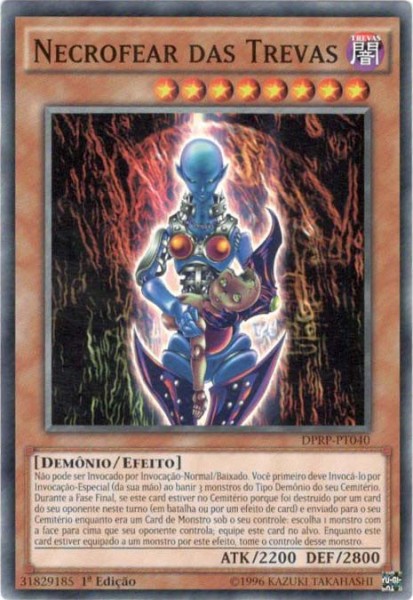 NECROFEAR DAS TREVAS
TREVAS
闇
DPRP-PT040
[DEMÔNIO/EFEITO]
Não pode ser Invocado por Invocação-Normal/Baixado. Você primeiro deve Invocá-lo por
Invocação-Especial (da sua mão) ao banir 3 monstros do Tipo Demônio do seu Cemitério.
Durante a Fase Final, se este card estiver no Cemitério porque foi destruído por um card
do seu oponente neste turno (em batalha ou por um efeito de card) e enviado para o seu
Cemitério enquanto era um Card de Monstro sob o seu controle: escolha 1 monstro com
a face para cima que seu oponente controla; equipe este card no alvo. Enquanto este
card estiver equipado a um monstro por este efeito, tome o controle desse monstro.
ATK/2200 DEF/2800
31829185 1ª Edição ©1996 KAZUKI TAKAHASHI